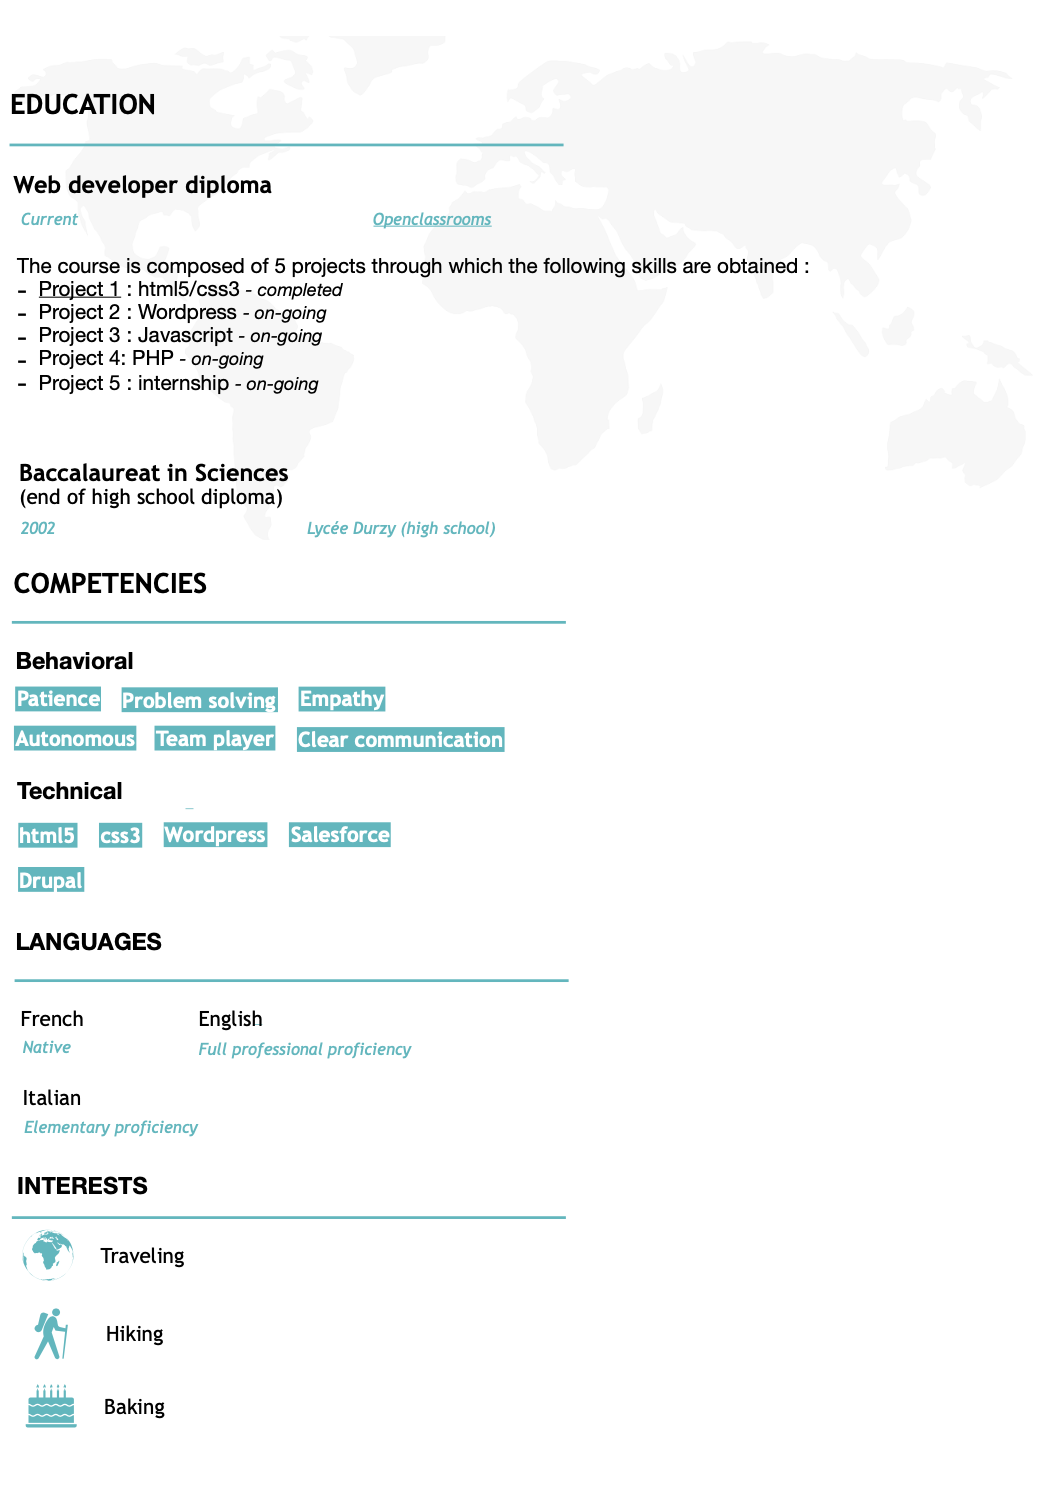 EDUCATION
Web developer diploma
Current Openclassrooms
The course is composed of 5 projects through which the following skills are obtained :
- Project 1 : html5/css3 - completed
- Project 2 : Wordpress - on-going
- Project 3 : Javascript - on-going
- Project 4: PHP - on-going
- Project 5 : internship - on-going
Baccalaureat in Sciences
(end of high school diploma)
2002 Lycée Durzy (high school)
COMPETENCIES
Behavioral
Patience Problem solving Empathy
Autonomous Team player Clear communication
Technical
html5 css3 Wordpress Salesforce
Drupal
LANGUAGES
French English
Native Full professional proficiency
Italian
Elementary proficiency
INTERESTS
Traveling
Hiking
Baking